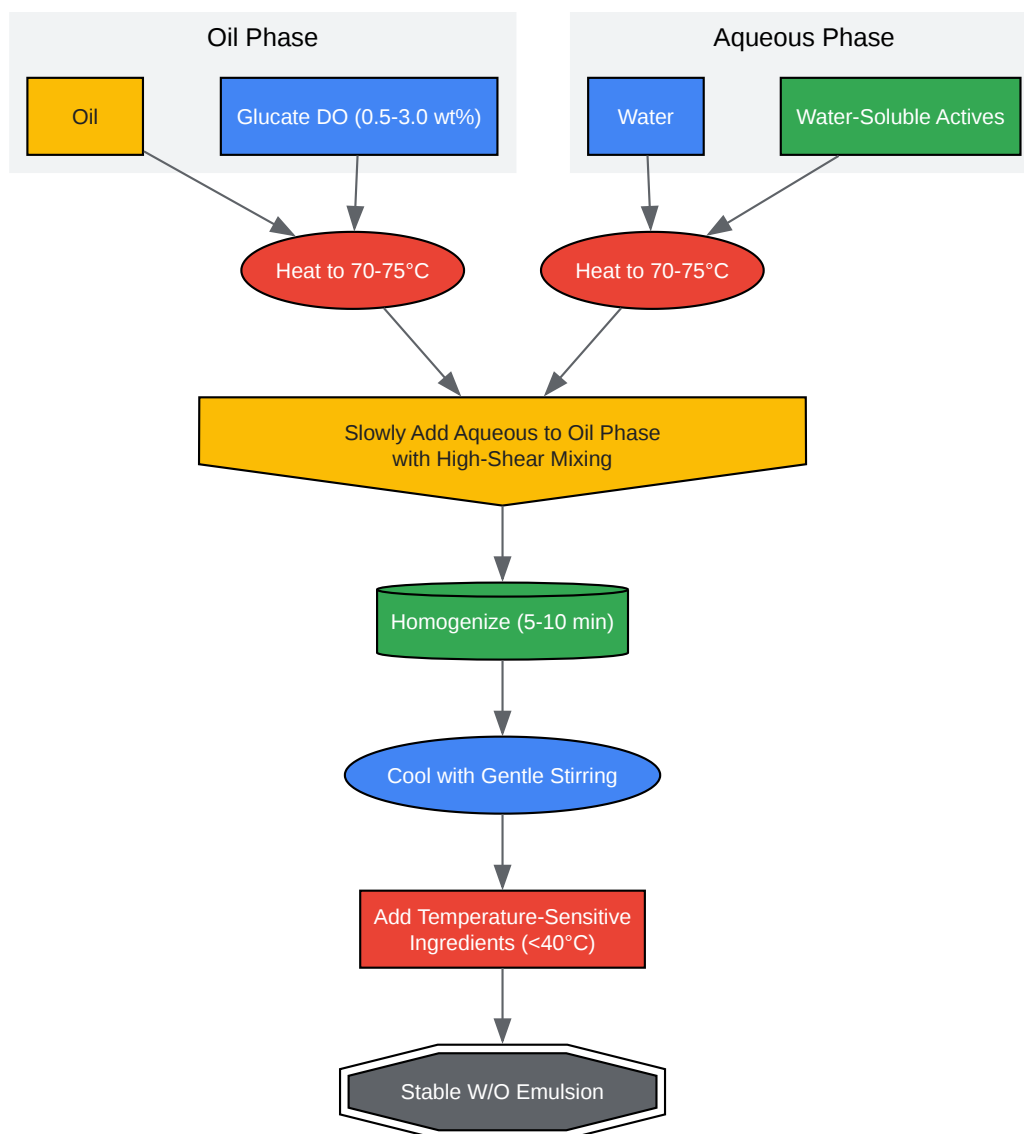 Oil Phase
Aqueous Phase
Oil
Glucate DO (0.5-3.0 wt%)
Water
Water-Soluble Actives
Heat to 70-75°C
Heat to 70-75°C
Slowly Add Aqueous to Oil Phase
with High-Shear Mixing
Homogenize (5-10 min)
Cool with Gentle Stirring
Add Temperature-Sensitive
Ingredients (<40°C)
Stable W/O Emulsion